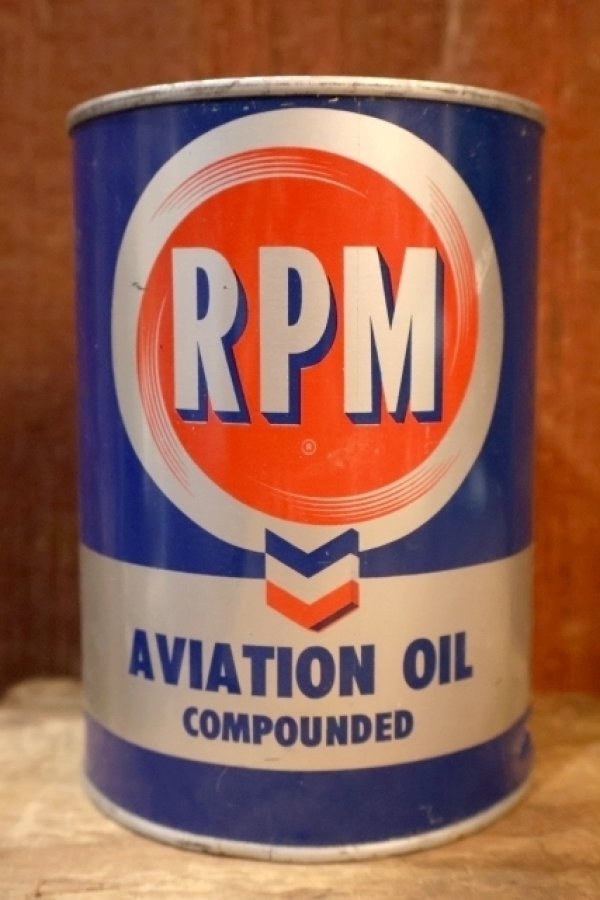 RPM
®
AVIATION OIL
COMPOUNDED